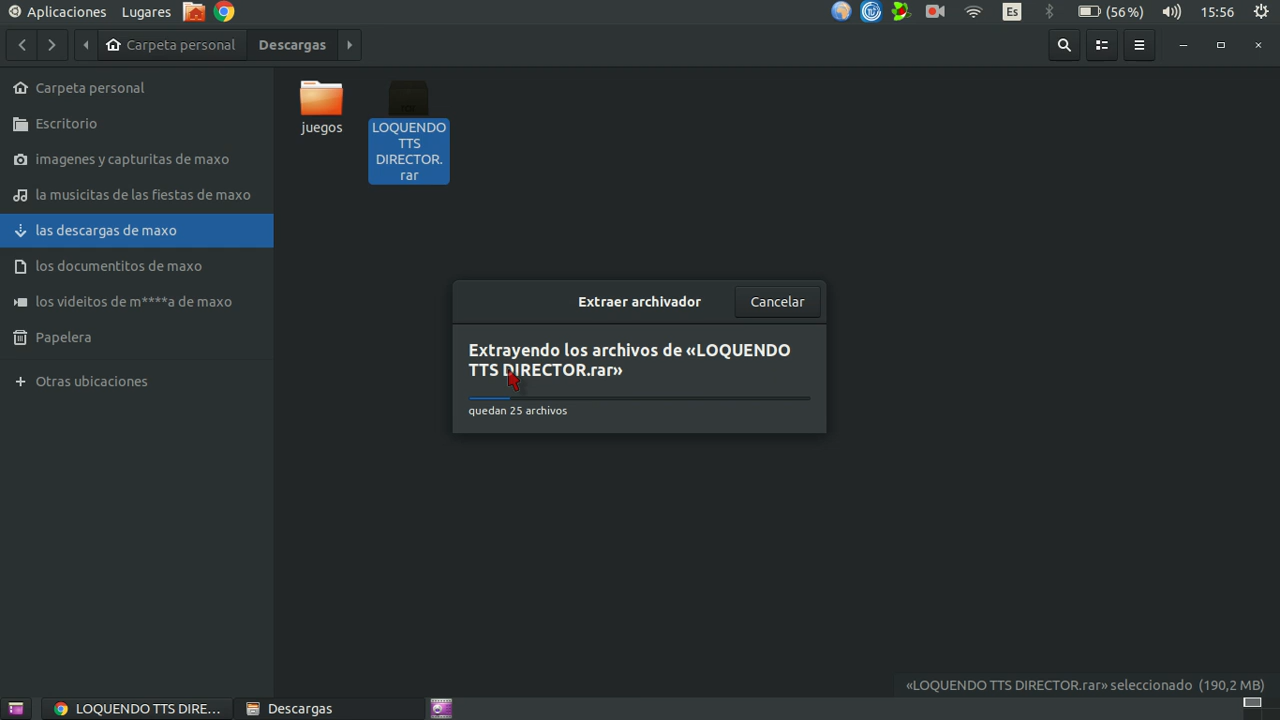 Aplicaciones Lugares Es (56%) 15:56
Carpeta personal Descargas
Carpeta personal
Escritorio
imagenes y capturitas de maxo
la musicitas de las fiestas de maxo
las descargas de maxo
los documentitos de maxo
los videitos de m****a de maxo
Papelera
Otras ubicaciones
juegos
LOQUENDO
TTS
DIRECTOR.
rar
Extraer archivador Cancelar
Extrayendo los archivos de «LOQUENDO
TTS DIRECTOR.rar»
quedan 25 archivos
«LOQUENDO TTS DIRECTOR.rar» seleccionado (190,2 MB)
LOQUENDO TTS DIRE... Descargas